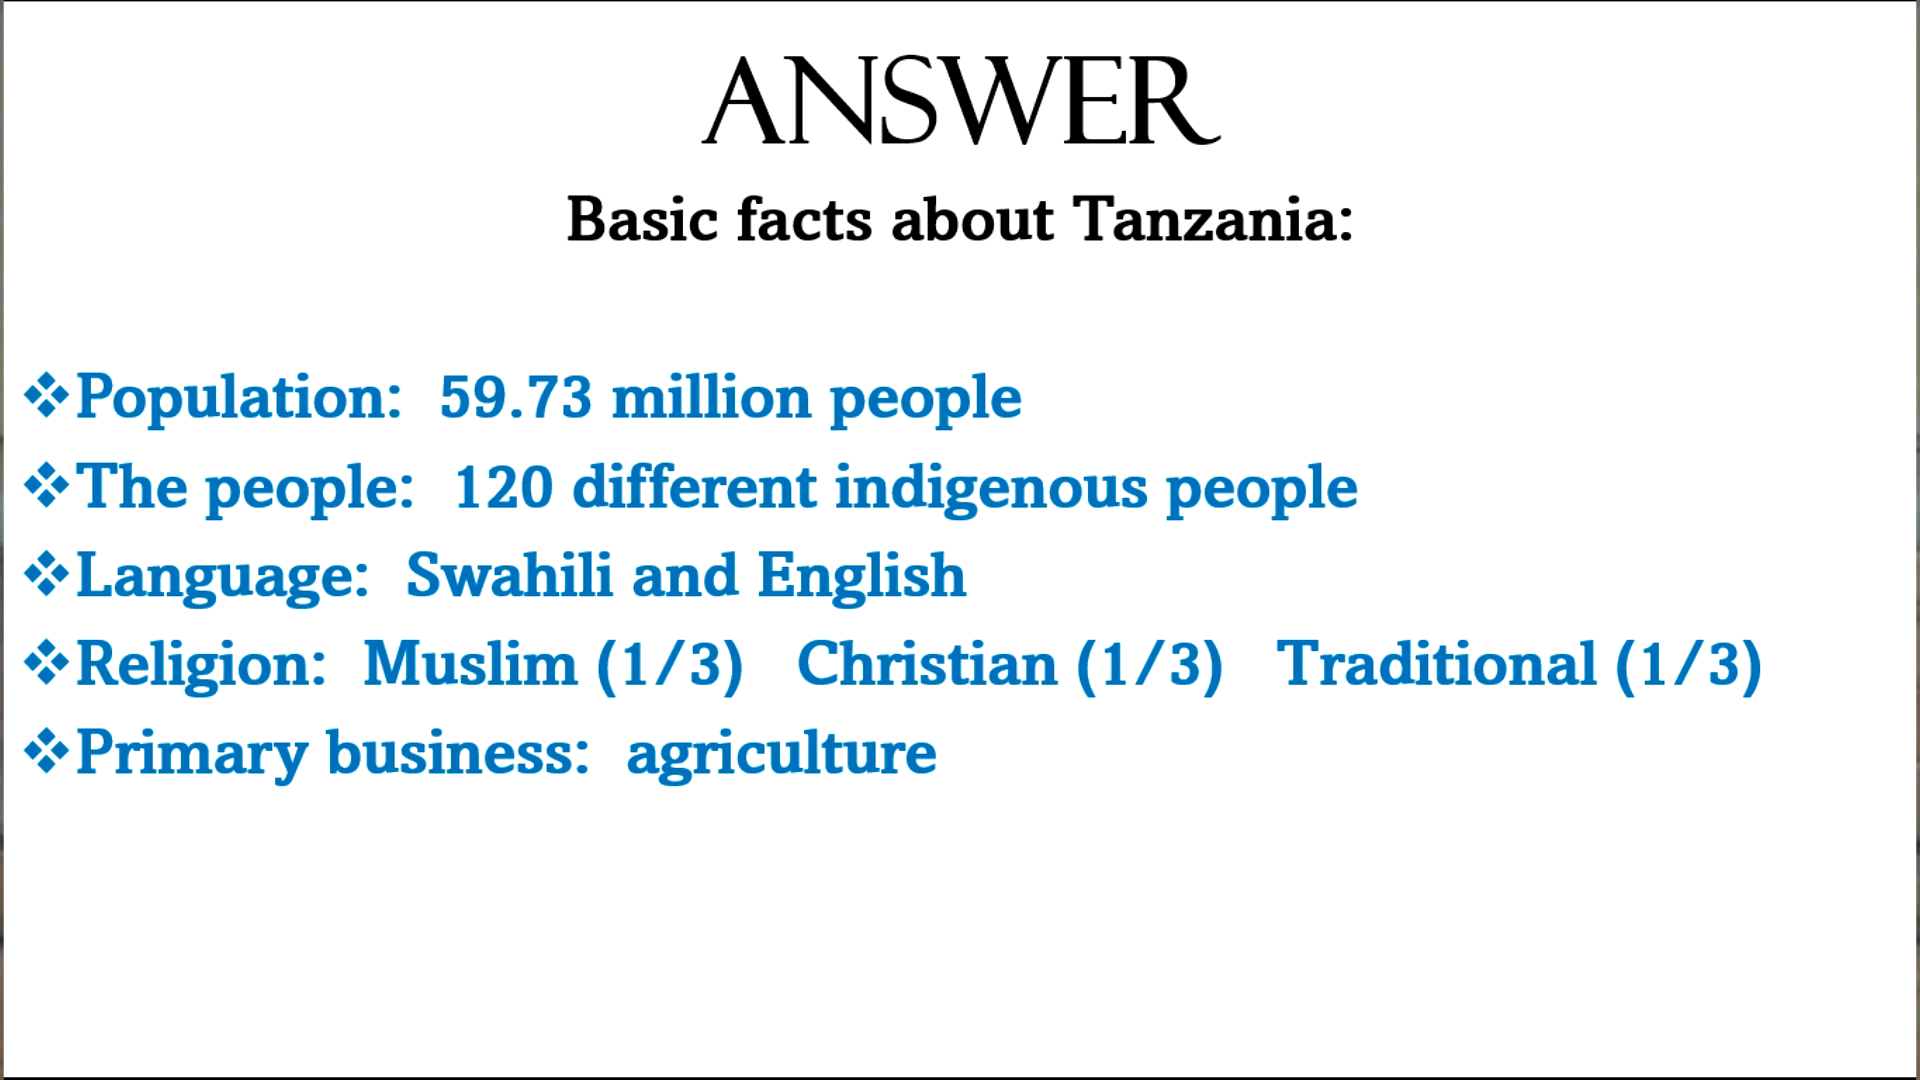 ANSWER
Basic facts about Tanzania:
❖Population:  59.73 million people
❖The people:  120 different indigenous people
❖Language:  Swahili and English
❖Religion:  Muslim (1/3)   Christian (1/3)   Traditional (1/3)
❖Primary business:  agriculture